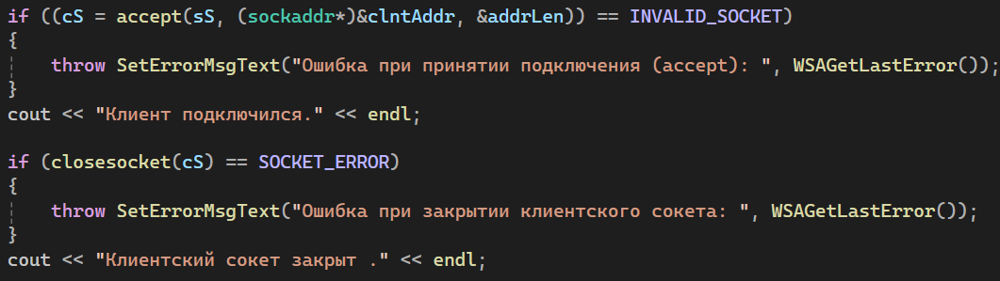 if ((cS = accept(sS, (sockaddr*)&clntAddr, &addrLen)) == INVALID_SOCKET)
{
    throw SetErrorMsgText("Ошибка при принятии подключения (accept): ", WSAGetLastError());
}
cout << "Клиент подключился." << endl;

if (closesocket(cS) == SOCKET_ERROR)
{
    throw SetErrorMsgText("Ошибка при закрытии клиентского сокета: ", WSAGetLastError());
}
cout << "Клиентский сокет закрыт ." << endl;